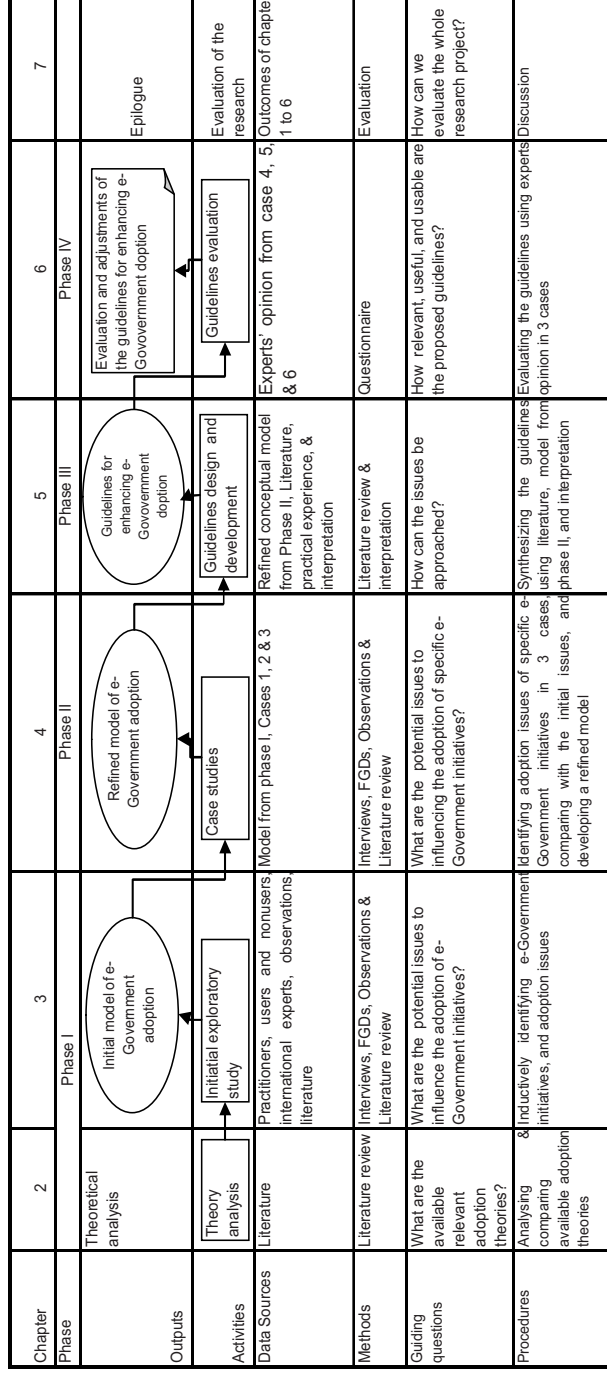 Chapter
2
3
4
5
6
7
Phase
Phase I
Phase II
Phase III
Phase IV
Outputs
Theoretical
analysis
Initial model of e-
Government
adoption
Refined model of e-
Government adoption
Guidelines for
enhancing e-
Govovernment
doption
Evaluation and adjustments of
the guidelines for enhancing e-
Govovernment doption
Epilogue
Activities
Theory
analysis
Initiatial exploratory
study
Case studies
Guidelines design and
development
Guidelines evaluation
Evaluation of the
research
Data Sources
Literature
Practitioners, users and nonusers,
international experts, observations,
literature
Model from phase I, Cases 1, 2 & 3
Refined conceptual model
from Phase II, Literature,
practical experience, &
interpretation
Experts' opinion from case 4, 5,
& 6
Outcomes of chapte
1 to 6
Methods
Literature review
Interviews, FGDs, Observations &
Literature review
Interviews, FGDs, Observations &
Literature review
Literature review &
interpretation
Questionnaire
Evaluation
Guiding
questions
What are the
available
relevant
adoption
theories?
What are the potential issues to
influence the adoption of e-
Government initiatives?
What are the potential issues to
influencing the adoption of specific e-
Government initiatives?
How can the issues be
approached?
How relevant, useful, and usable are
the proposed guidelines?
How can we
evaluate the whole
research project?
Procedures
Analysing &
comparing
available adoption
theories
Inductively identifying e-Government
initiatives, and adoption issues
Identifying adoption issues of specific e-
Government initiatives in 3 cases,
comparing with the initial issues, and
developing a refined model
Synthesizing the guidelines
using literature, model from
phase II, and interpretation
Evaluating the guidelines using experts
opinion in 3 cases
Discussion